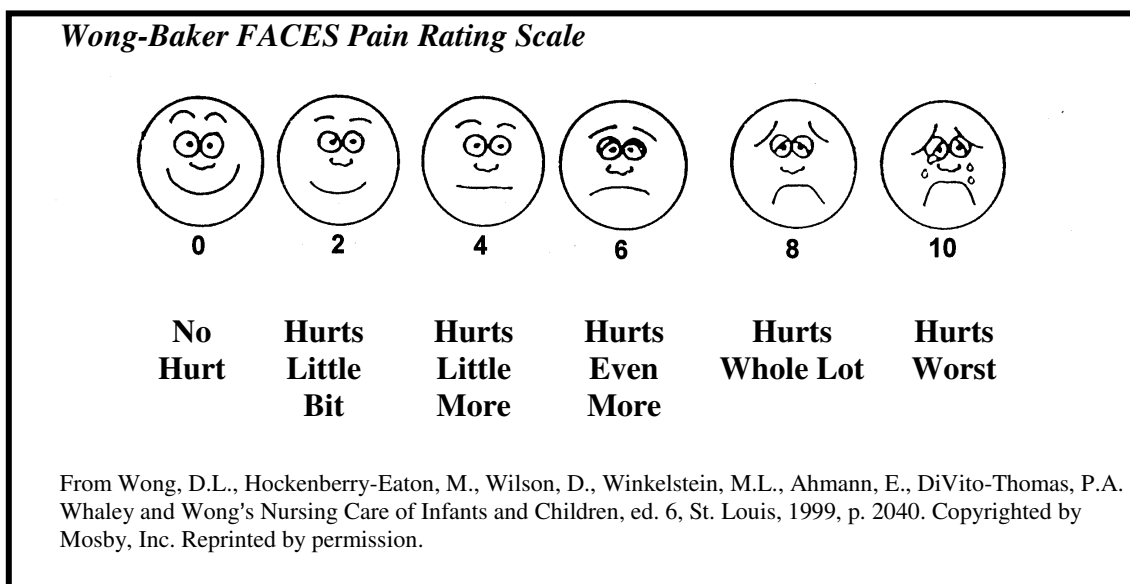 Wong-Baker FACES Pain Rating Scale
0 2 4 6 8 10
No Hurts Hurts Hurts Hurts Hurts
Hurt Little Little Even Whole Lot Worst
Bit More More
From Wong, D.L., Hockenberry-Eaton, M., Wilson, D., Winkelstein, M.L., Ahmann, E., DiVito-Thomas, P.A.
Whaley and Wong's Nursing Care of Infants and Children, ed. 6, St. Louis, 1999, p. 2040. Copyrighted by
Mosby, Inc. Reprinted by permission.